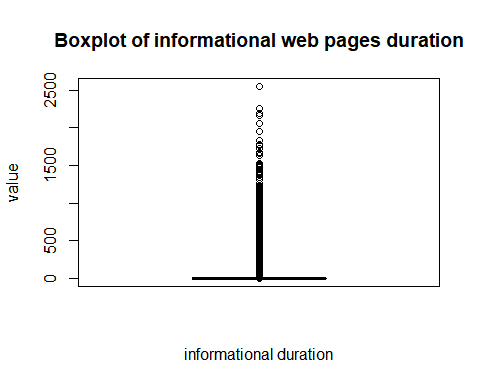 Boxplot of informational web pages duration
2500
1500
500
0
value
informational duration